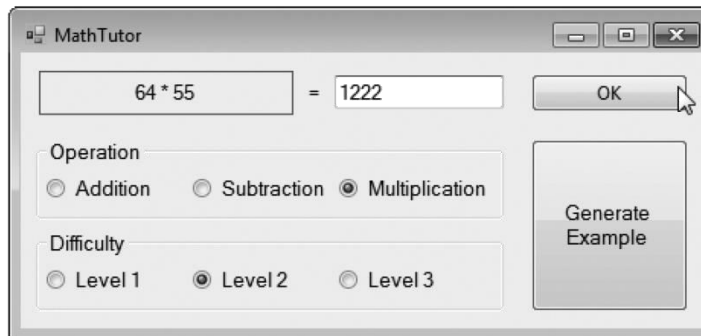 MathTutor
64 * 55 = 1222 OK
Operation
Addition Subtraction Multiplication
Generate
Example
Difficulty
Level 1 Level 2 Level 3